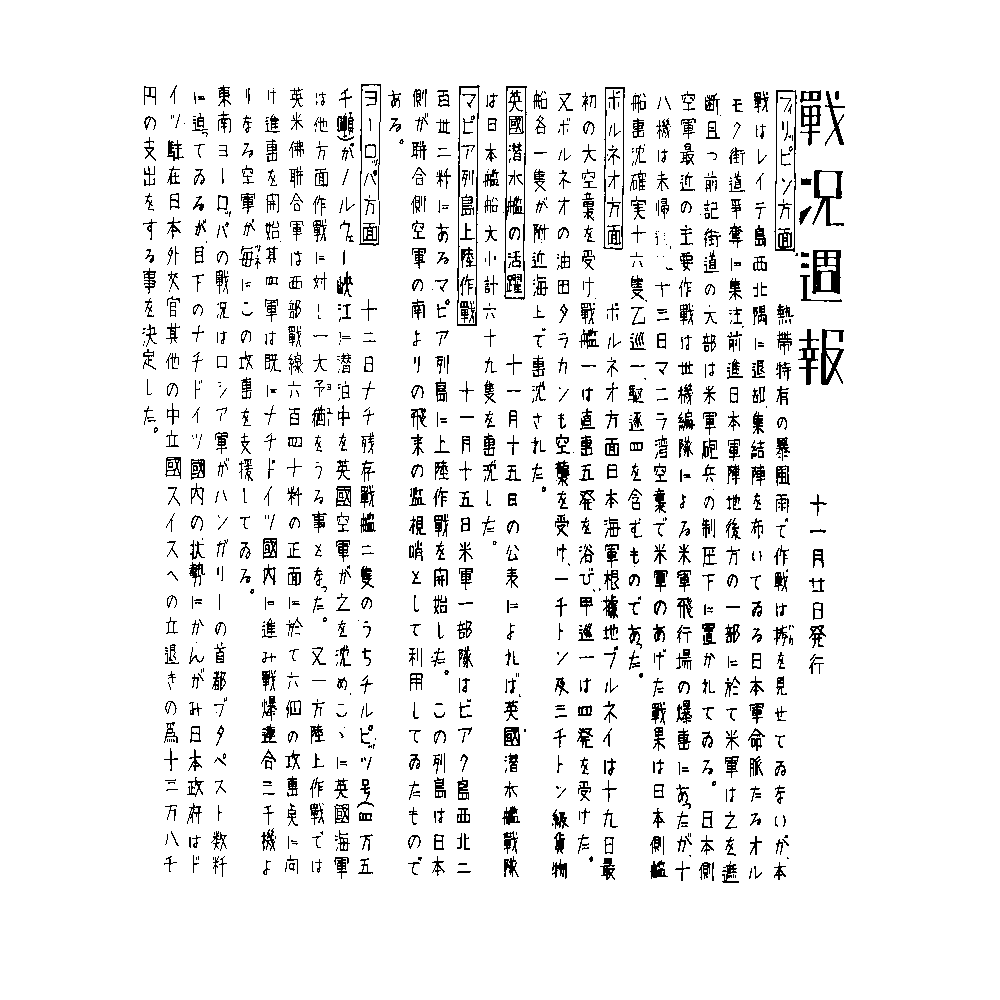 戰況週報
十一月廿日発行
フィリッピン方面 熱帶特有の暴風雨で作戰は挊を見せてゐないが、本
戰はレイテ島西北隅に退却、集結陣を布いてゐる日本軍命脈たるオル
モク街道爭奪に集注、前進日本軍陣地後方の一部に於て米軍は之を遮
断且つ前記街道の大部は米軍砲兵の制圧下に置かれてゐる。日本側
空軍最近の主要作戰は世機編隊による米軍飛行場の爆撃にあつたが、十
八機は未帰 十三日マニラ湾空襲で米軍のあげた戰果は日本側艦
船轟沈確実十六隻、乙巡一、駆逐四を含むものであつた。
ボルネオ方面 ボルネオ方面日本海軍根據地ブルネイは十九日最
初の大空襲を受け、戰艦一は直撃五発を浴び、甲巡一は四発を受けた。
又ボルネオの油田タラカンも空襲を受け、一千トン及三千トン級貨物
船各一隻が附近海上で轟沈された。
英國潜水艦の活躍 十一月十五日の公表によれば、英國潜水艦戰隊
は日本艦船大小計六十九隻を轟沈した。
マピア列島上陸作戰 十一月十五日米軍一部隊はビアク島西北二
百廿二粁にあるマピア列島に上陸作戰を開始した。この列島は日本
側が聯合側空軍の南よりの飛来の監視哨として利用してゐたもので
ある。
ヨーロッパ方面 十二日ナチ残存戰艦二隻のうちチルピッツ号(四万五
千噸)がノルウェー峽江に潜泊中を英國空軍が之を沈め、こゝに英國海軍
は他方面作戰に対し一大予猶をうる事となつた。又一方陸上作戰では
英米佛聯合軍は西部戰線六百四十粁の正面に於て六個の攻撃点に向
け進撃を開始、其四軍は既にナチドイツ國内に進み戰爆連合三千機よ
りなる空軍が毎にこの攻撃を支援してゐる。
東南ヨーロッパの戰況はロシア軍がハンガリーの首都ブタペスト数粁
に迫つてゐるが目下のナチドイツ國内の状勢にかんがみ日本政府はド
イツ駐在日本外交官其他の中立國スイスへの立退きの爲十三万八千
円の支出をする事を決定した。